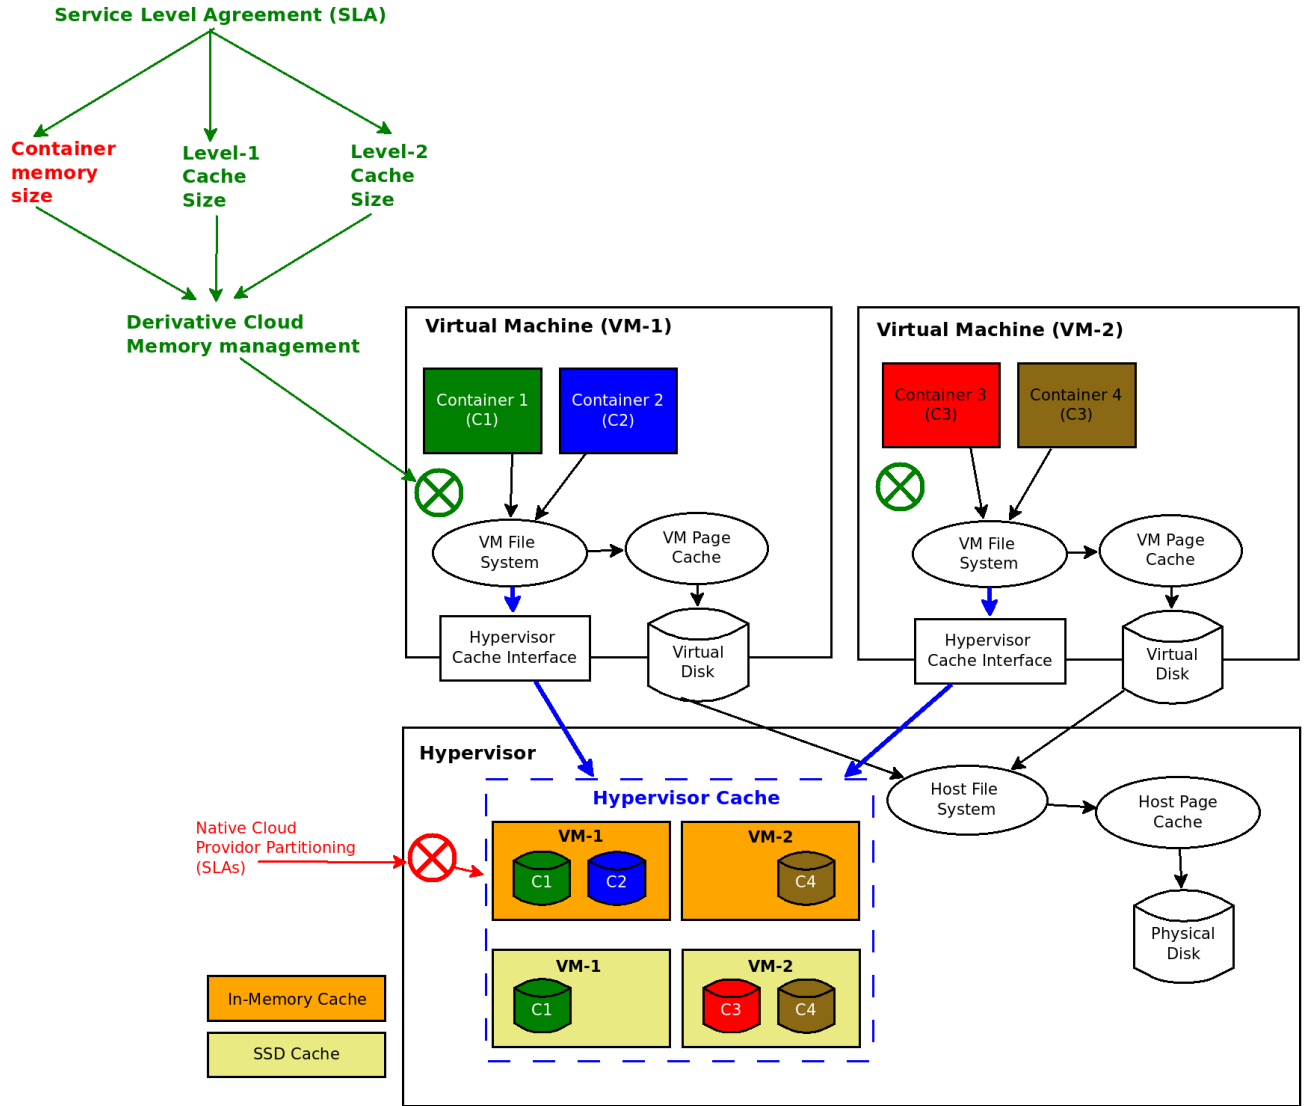 Service Level Agreement (SLA)
Container
memory
size
Level-1
Cache
Size
Level-2
Cache
Size
Derivative Cloud
Memory management
Virtual Machine (VM-1)
Container 1
(C1)
Container 2
(C2)
VM File
System
VM Page
Cache
Hypervisor
Cache Interface
Virtual
Disk
Virtual Machine (VM-2)
Container 3
(C3)
Container 4
(C3)
VM File
System
VM Page
Cache
Hypervisor
Cache Interface
Virtual
Disk
Hypervisor
Hypervisor Cache
VM-1
C1
C2
VM-2
C4
VM-1
C1
VM-2
C3
C4
Host File
System
Host Page
Cache
Physical
Disk
Native Cloud
Providor Partitioning
(SLAs)
In-Memory Cache
SSD Cache